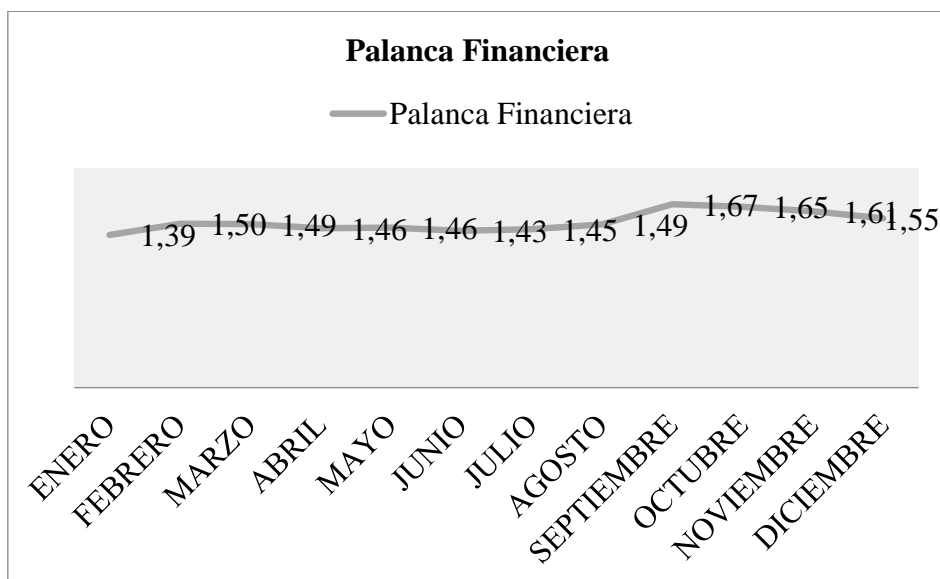 Palanca Financiera
Palanca Financiera
1,39 1,50 1,49 1,46 1,46 1,43 1,45 1,49 1,67 1,65 1,61 1,55
ENERO
FEBRERO
MARZO
ABRIL
MAYO
JUNIO
JULIO
AGOSTO
SEPTIEMBRE
OCTUBRE
NOVIEMBRE
DICIEMBRE